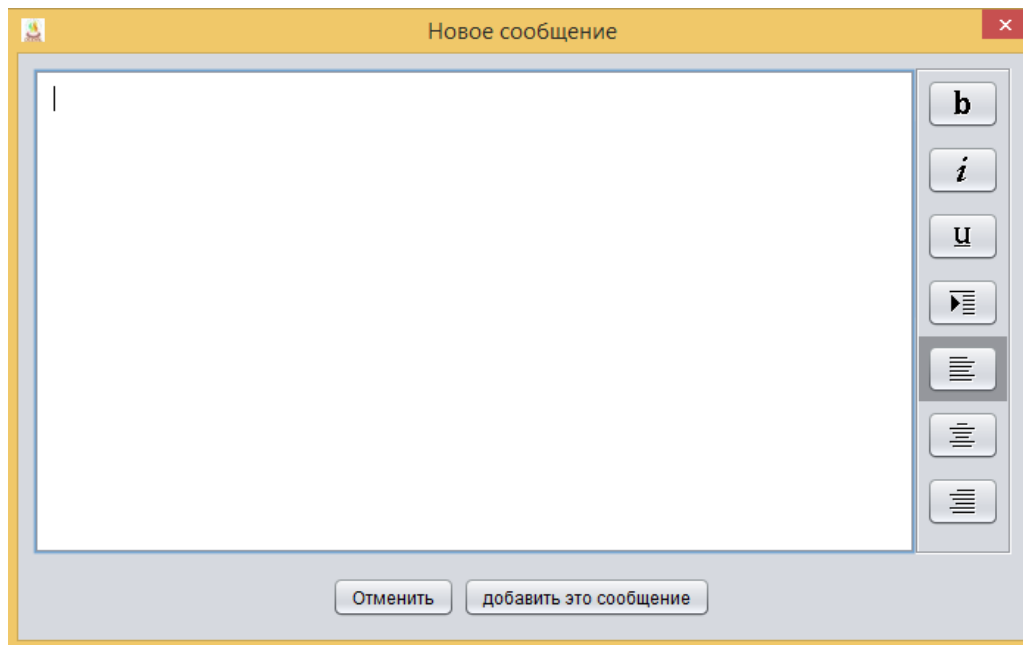 Новое сообщение
b
i
u
Отменить
добавить это сообщение